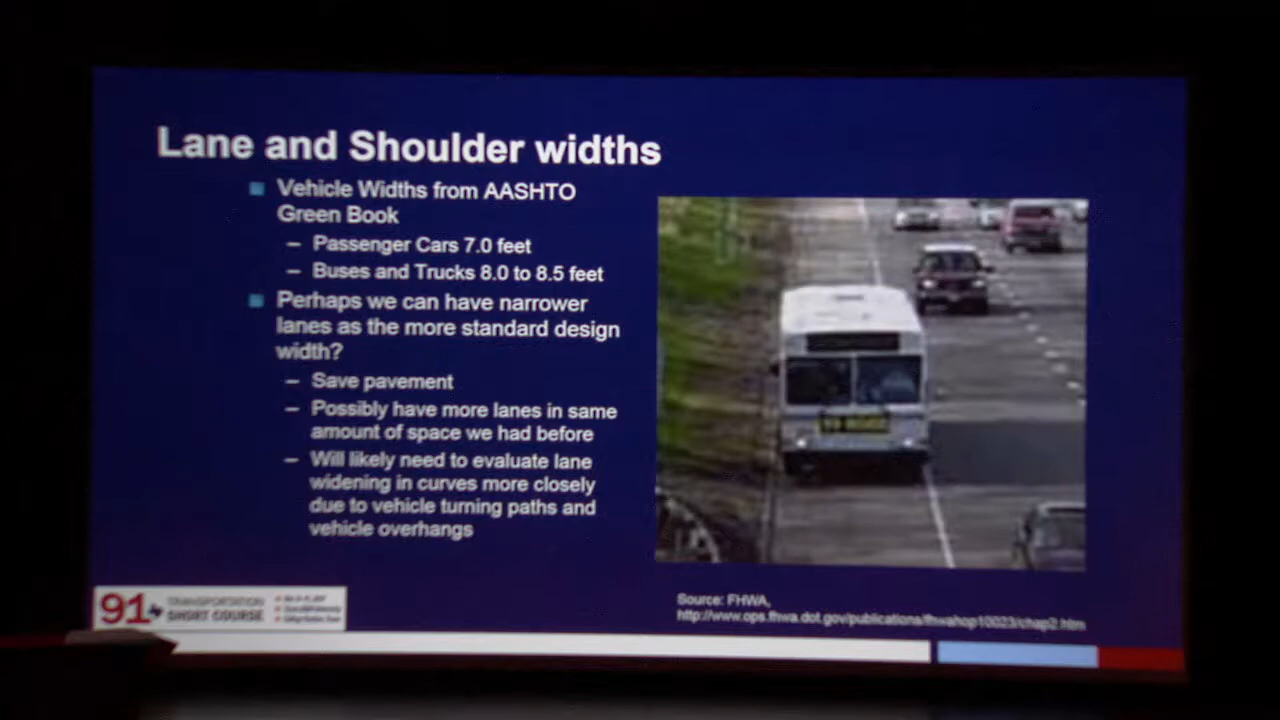 Lane and Shoulder widths
Vehicle Widths from AASHTO
Green Book
– Passenger Cars 7.0 feet
– Buses and Trucks 8.0 to 8.5 feet
Perhaps we can have narrower
lanes as the more standard design
width?
– Save pavement
– Possibly have more lanes in same
amount of space we had before
– Will likely need to evaluate lane
widening in curves more closely
due to vehicle turning paths and
vehicle overhangs
91
TRANSPORTATION
SHORT COURSE
Source: FHWA,
http://www.ops.fhwa.dot.gov/publications/fhwahop10023/chap2.htm